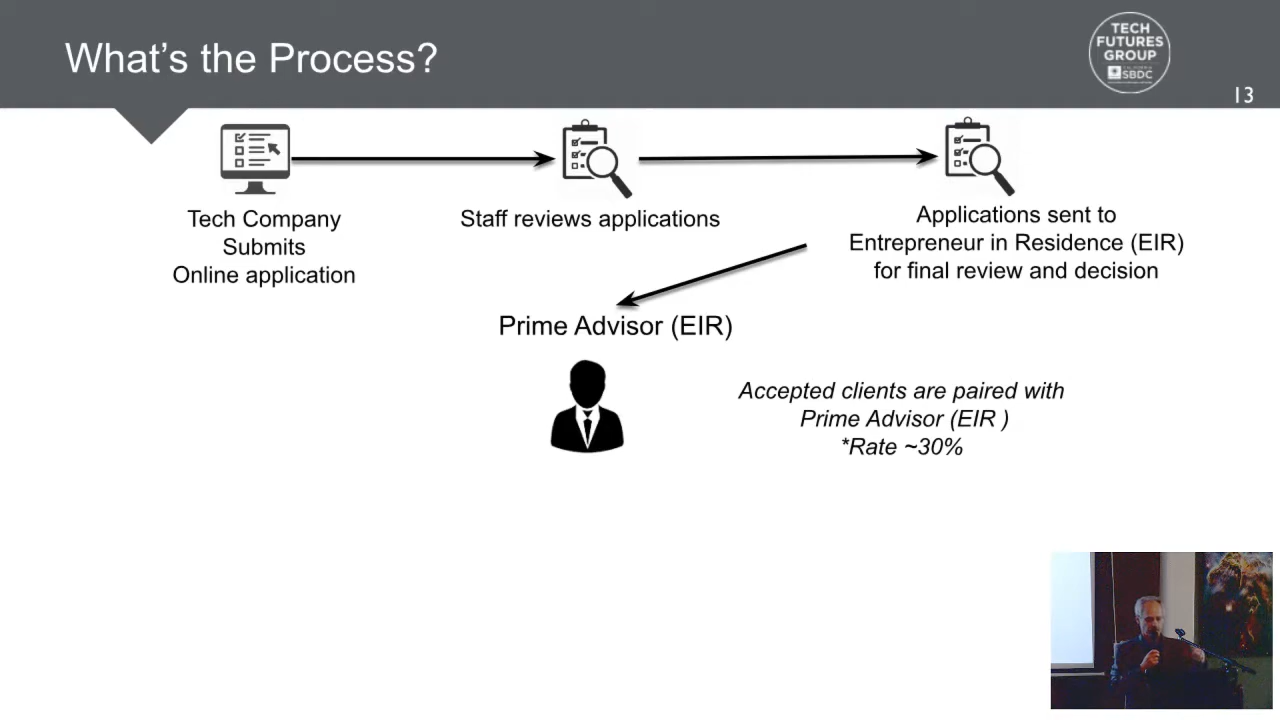 What's the Process?
TECH
FUTURES
GROUP
SBDC
13
Tech Company
Submits
Online application
Staff reviews applications
Applications sent to
Entrepreneur in Residence (EIR)
for final review and decision
Prime Advisor (EIR)
Accepted clients are paired with
Prime Advisor (EIR )
*Rate ~30%